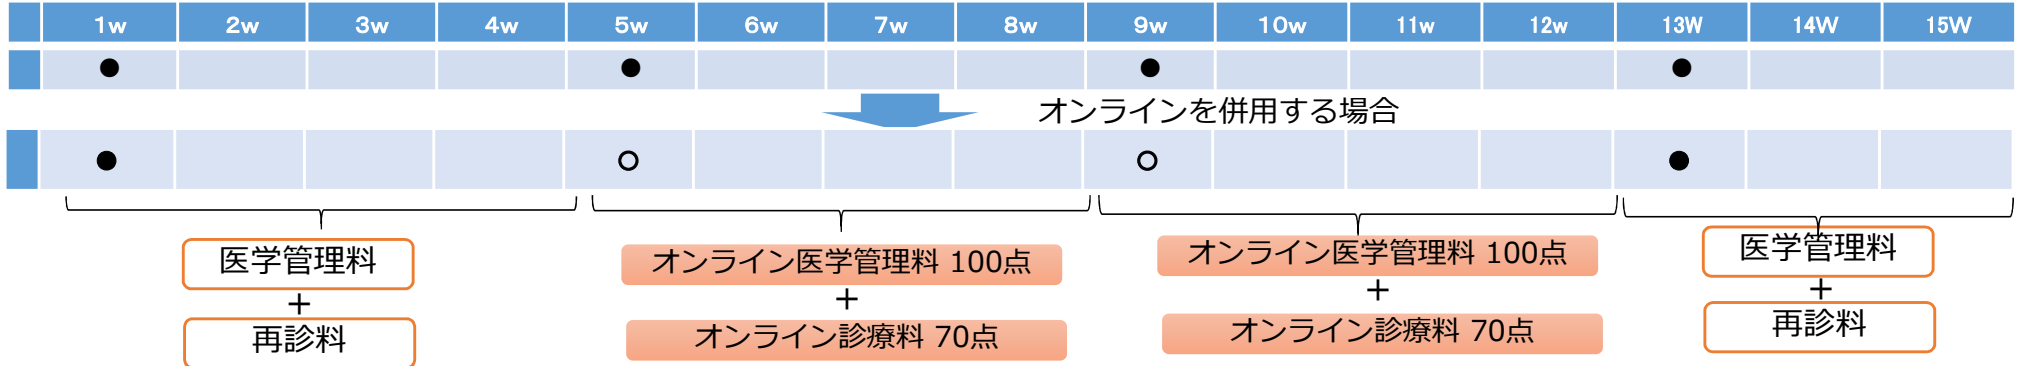 1w 2w 3w 4w 5w 6w 7w 8w 9w 10w 11w 12w 13W 14W 15W
● ● ● ●
オンラインを併用する場合
● ○ ○ ●
医学管理料
+
再診料
オンライン医学管理料 100点
+
オンライン診療料 70点
オンライン医学管理料 100点
+
オンライン診療料 70点
医学管理料
+
再診料